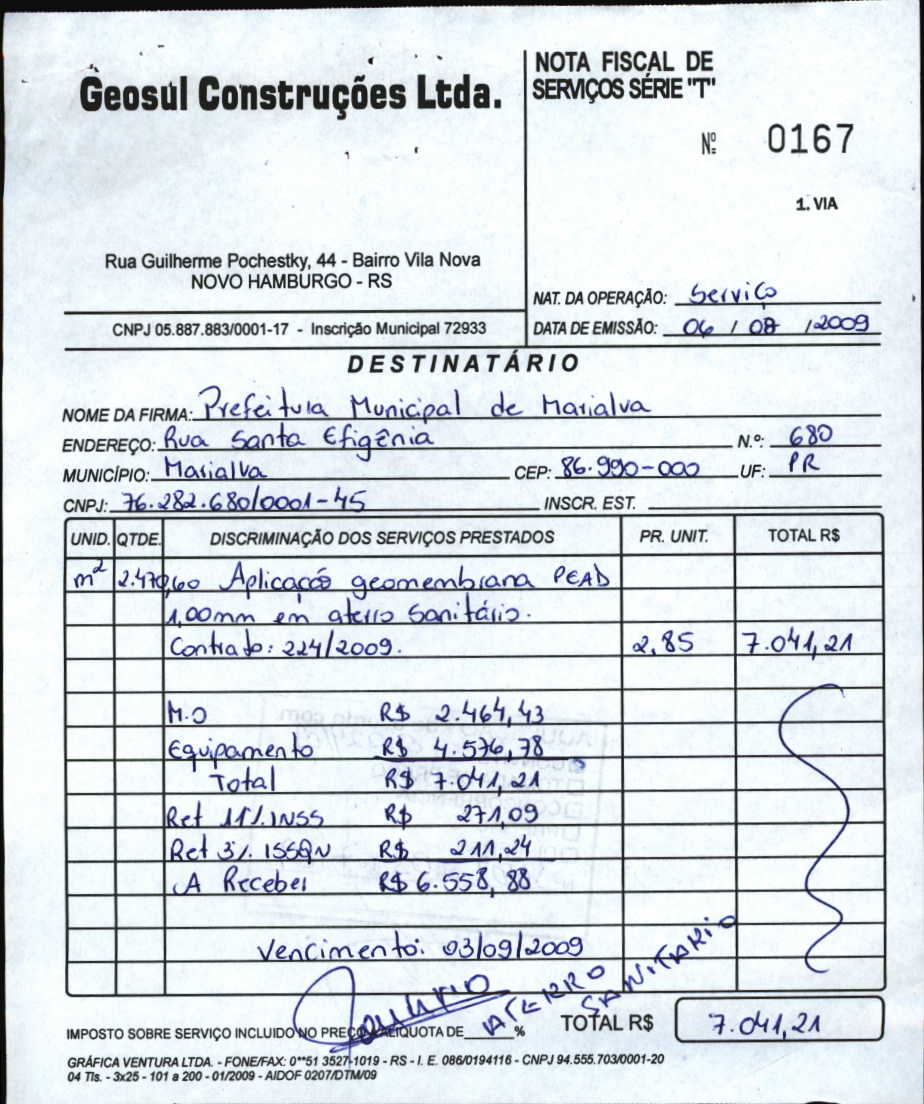 Geosul Construções Ltda.
NOTA FISCAL DE
SERVIÇOS SÉRIE "T"
Nº 0167
1. VIA
Rua Guilherme Pochestky, 44 - Bairro Vila Nova
NOVO HAMBURGO - RS
CNPJ 05.887.883/0001-17 - Inscrição Municipal 72933
NAT. DA OPERAÇÃO: Serviço
DATA DE EMISSÃO: 06 / 08 / 2009
DESTINATÁRIO
NOME DA FIRMA: Prefeitura Municipal de Marialva
ENDEREÇO: Rua Santa Efigênia N.º: 680
MUNICÍPIO: Marialva CEP: 86.990-000 UF: PR
CNPJ: 76.282.680/0001-45 INSCR. EST.
UNID. QTDE. DISCRIMINAÇÃO DOS SERVIÇOS PRESTADOS PR. UNIT. TOTAL R$
m² 2.470,60 Aplicação geomembrana PEAD
1,00mm em aterro Sanitário.
Contrato: 224/2009. 2,85 7.041,21
M.O R$ 2.464,43
Equipamento R$ 4.576,78
Total R$ 7.041,21
Ret 11% INSS R$ 271,09
Ret 3% ISSQN R$ 211,24
A Receber R$ 6.558,88
Vencimento: 03/09/2009
ATERRO SANITARIO
IMPOSTO SOBRE SERVIÇO INCLUIDO NO PREÇO ALÍQUOTA DE % TOTAL R$ 7.041,21
GRÁFICA VENTURA LTDA. - FONE/FAX: 0**51 3527-1019 - RS - I. E. 086/0194116 - CNPJ 94.555.703/0001-20
04 Tls. - 3x25 - 101 a 200 - 01/2009 - AIDOF 0207/DTM/09